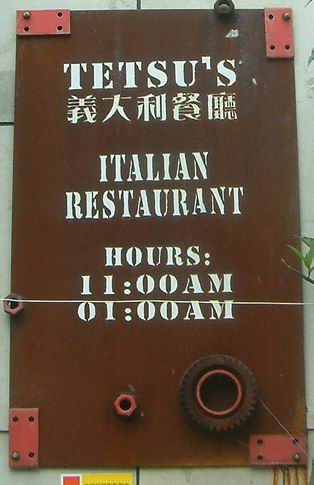 TETSU'S
義大利餐廳
ITALIAN
RESTAURANT
HOURS:
11:00AM
01:00AM